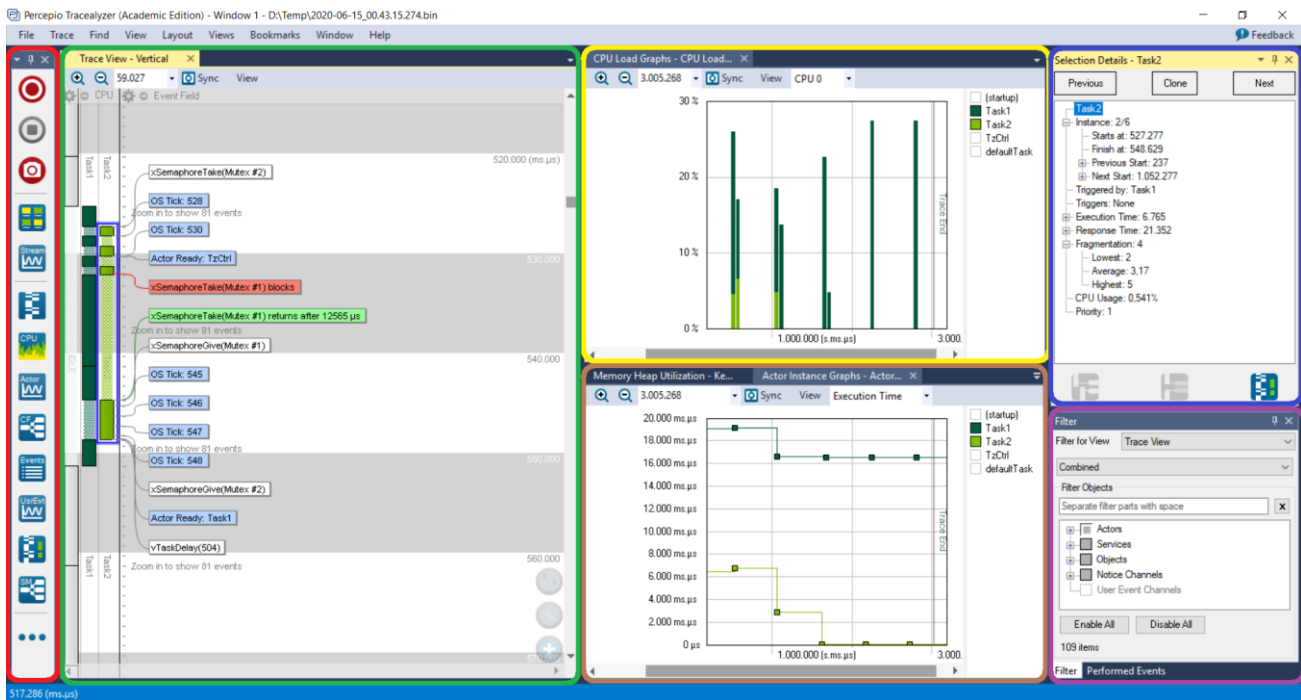 Percepio Tracealyzer (Academic Edition) - Window 1 - D:\Temp\2020-06-15_00.43.15.274.bin
File Trace Find View Layout Views Bookmarks Window Help
Feedback
Stream
CPU
Actor
CF
Events
UsrEvt
SM
Trace View - Vertical
59.027 Sync View
CPU Event Field
Task1
Task2
520.000 (ms.µs)
xSemaphoreTake(Mutex #2)
OS Tick: 528
Zoom in to show 81 events
OS Tick: 530
Actor Ready: TzCtrl
530.000
xSemaphoreTake(Mutex #1) blocks
xSemaphoreTake(Mutex #1) returns after 12565 µs
Zoom in to show 81 events
xSemaphoreGive(Mutex #1)
540.000
OS Tick: 545
OS Tick: 546
OS Tick: 547
Zoom in to show 81 events
OS Tick: 548
550.000
xSemaphoreGive(Mutex #2)
Actor Ready: Task1
vTaskDelay(504)
560.000
Task1
Task2
Zoom in to show 81 events
CPU Load Graphs - CPU Load...
3.005.268 Sync View CPU 0
30 %
20 %
10 %
0 %
Trace End
1.000.000 (s.ms.µs)
3.000.
(startup)
Task1
Task2
TzCtrl
defaultTask
Memory Heap Utilization - Ke... Actor Instance Graphs - Actor...
3.005.268 Sync View Execution Time
20.000 ms.µs
18.000 ms.µs
16.000 ms.µs
14.000 ms.µs
12.000 ms.µs
10.000 ms.µs
8.000 ms.µs
6.000 ms.µs
4.000 ms.µs
2.000 ms.µs
0 µs
Trace End
1.000.000 (s.ms.µs)
3.000.
(startup)
Task1
Task2
TzCtrl
defaultTask
Selection Details - Task2
Previous Clone Next
Task2
Instance: 2/6
Starts at: 527.277
Finish at: 548.629
Previous Start: 237
Next Start: 1.052.277
Triggered by: Task1
Triggers: None
Execution Time: 6.765
Response Time: 21.352
Fragmentation: 4
Lowest: 2
Average: 3,17
Highest: 5
CPU Usage: 0,541%
Priority: 1
Filter
Filter for View Trace View
Combined
Filter Objects
Separate filter parts with space x
Actors
Services
Objects
Notice Channels
User Event Channels
Enable All Disable All
109 items
Filter Performed Events
517.286 (ms.µs)